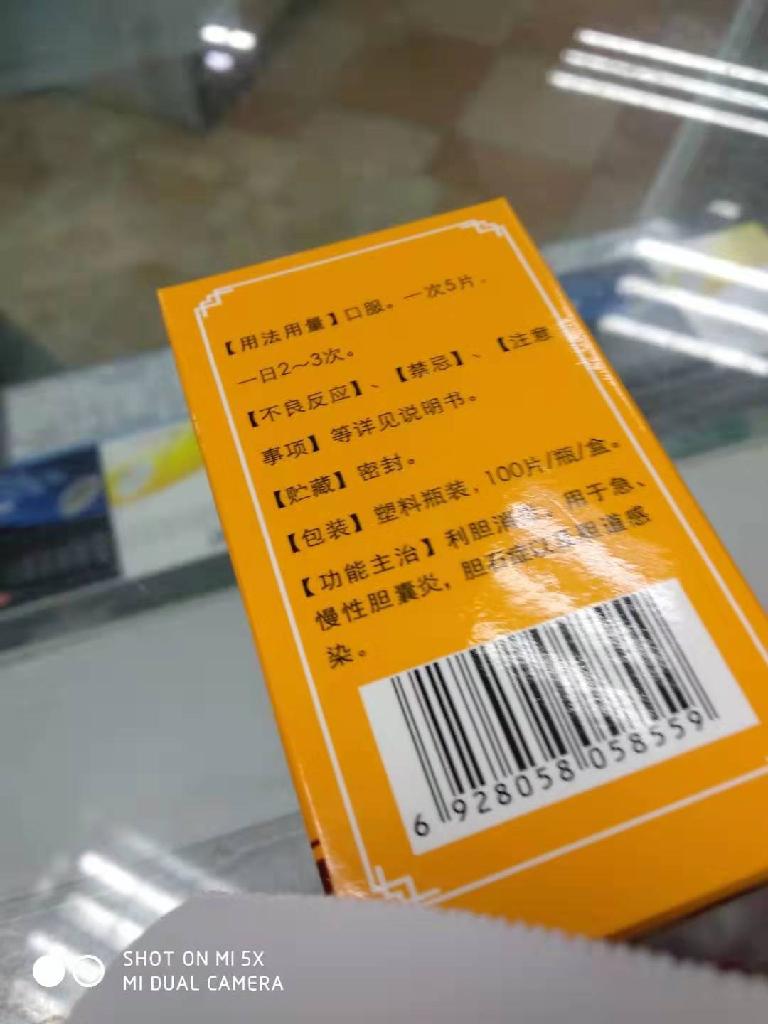 【用法用量】口服。一次5片．
一日2～3次。
【不良反应】、【禁忌】、【注意
事项】等详见说明书。
【贮藏】密封。
【包装】塑料瓶装，100片/瓶/盒。
【功能主治】利胆消炎。用于急、
慢性胆囊炎，胆石症以及胆道感
染。
6 928058 058559
SHOT ON MI 5X
MI DUAL CAMERA